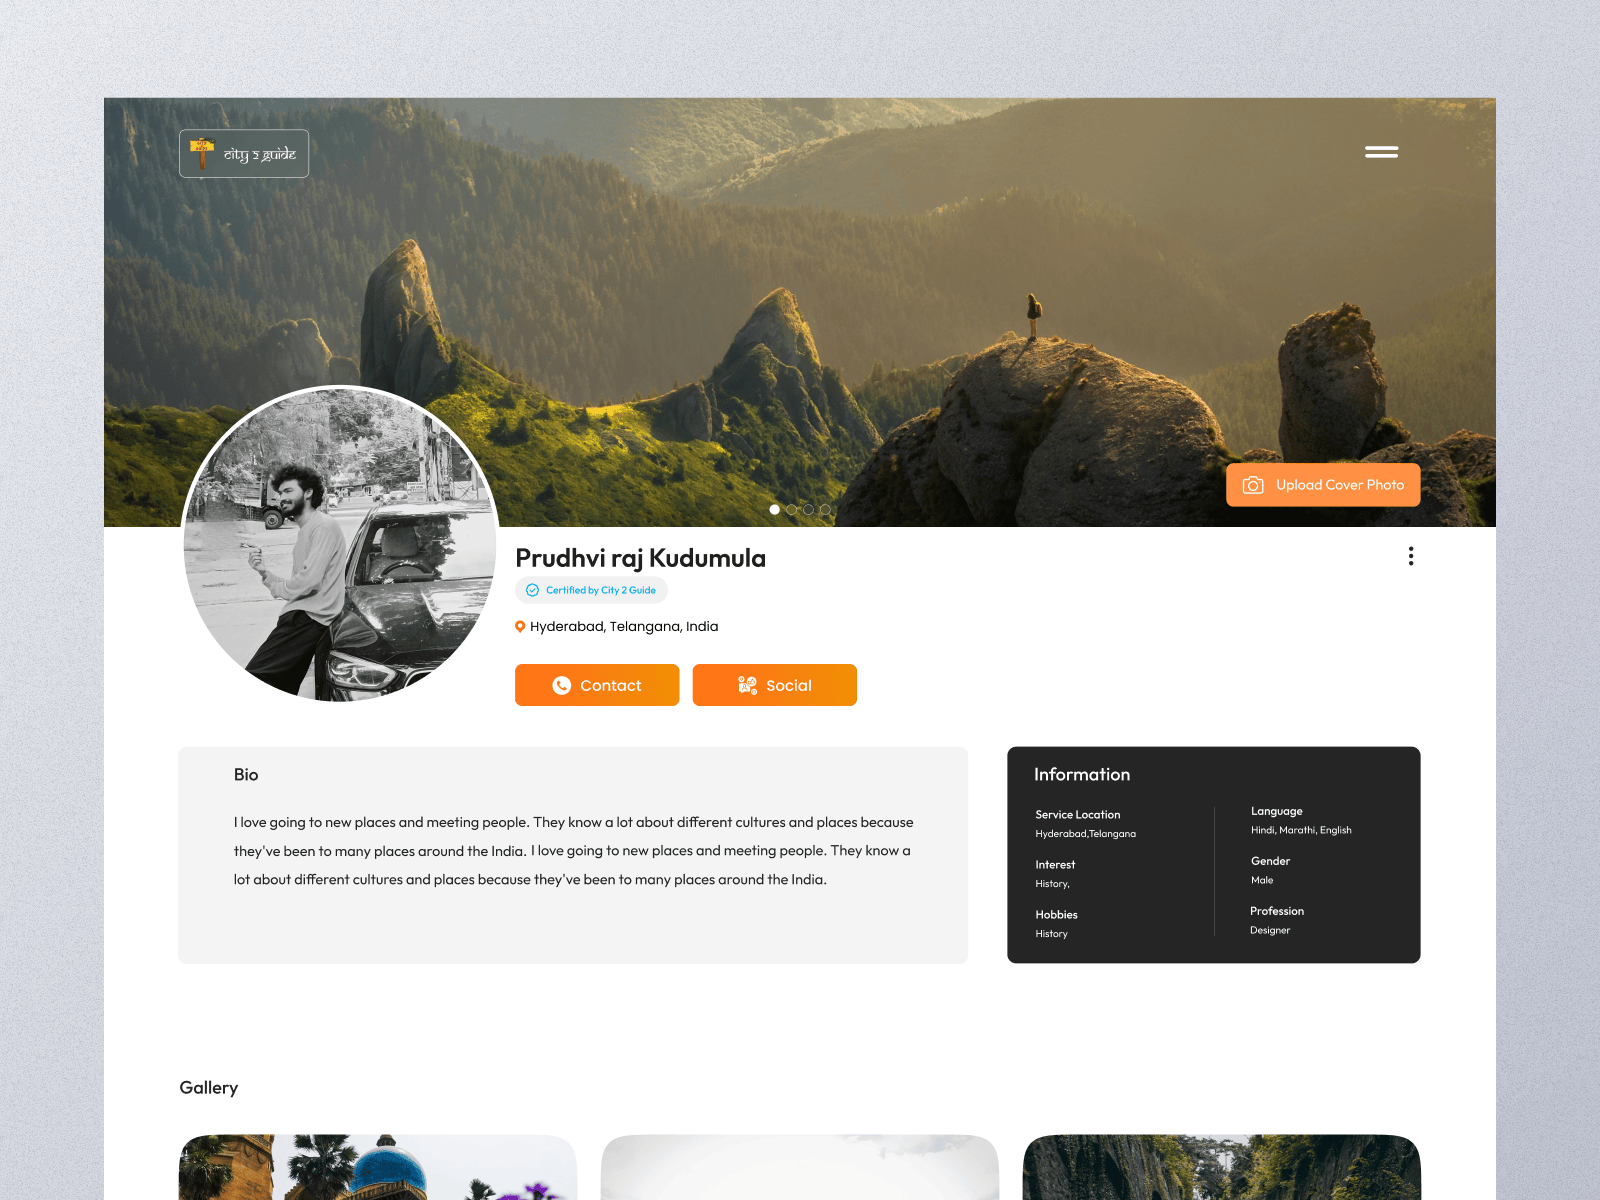 city 2 guide
Upload Cover Photo
Prudhvi raj Kudumula
Certified by City 2 Guide
Hyderabad, Telangana, India
Contact
Social
Bio
I love going to new places and meeting people. They know a lot about different cultures and places because
they've been to many places around the India. I love going to new places and meeting people. They know a
lot about different cultures and places because they've been to many places around the India.
Information
Service Location
Hyderabad,Telangana
Interest
History,
Hobbies
History
Language
Hindi, Marathi, English
Gender
Male
Profession
Designer
Gallery